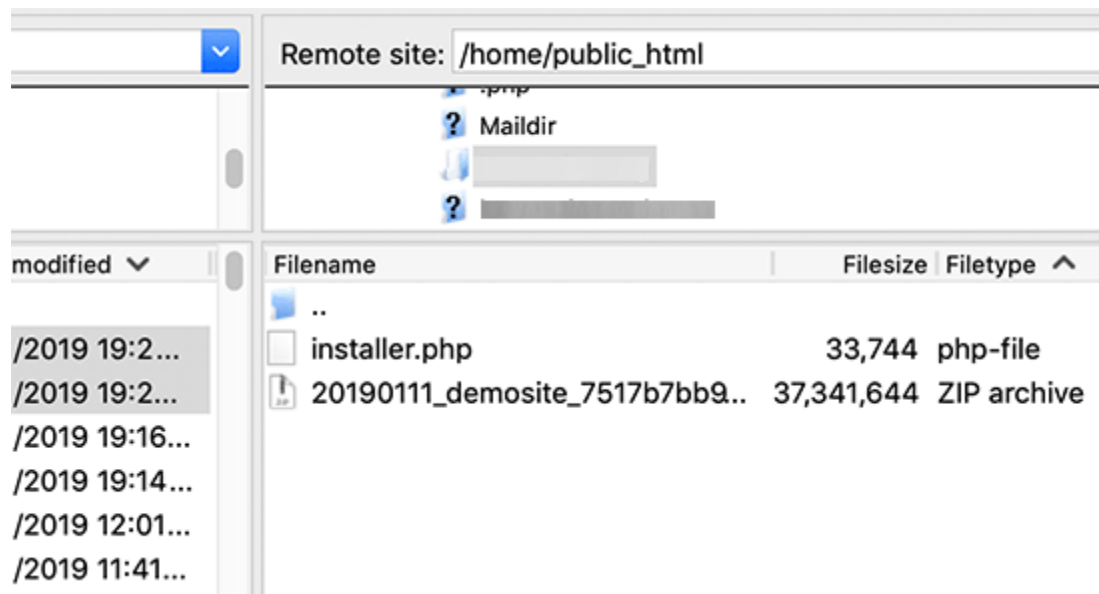 Remote site: /home/public_html
.php
Maildir
modified
Filename Filesize Filetype
..
/2019 19:2... installer.php 33,744 php-file
/2019 19:2... 20190111_demosite_7517b7bb9... 37,341,644 ZIP archive
/2019 19:16...
/2019 19:14...
/2019 12:01...
/2019 11:41...